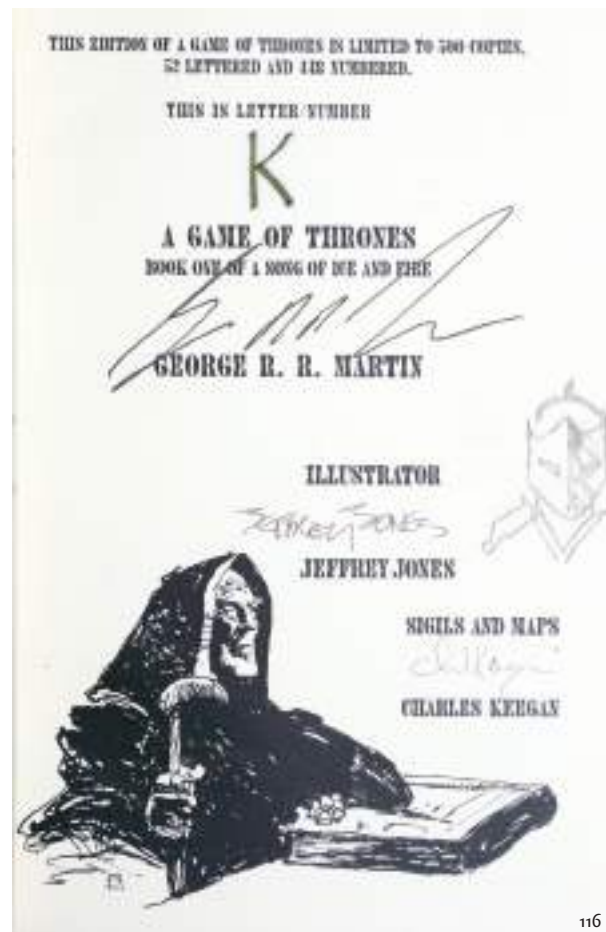 THIS EDITION OF A GAME OF THRONES IS LIMITED TO 500 COPIES,
52 LETTERED AND 448 NUMBERED.
THIS IS LETTER/NUMBER
K
A GAME OF THRONES
BOOK ONE OF A SONG OF ICE AND FIRE
GEORGE R. R. MARTIN
ILLUSTRATOR
JEFFREY JONES
JEFFREY JONES
SIGILS AND MAPS
CHARLES KEEGAN
116